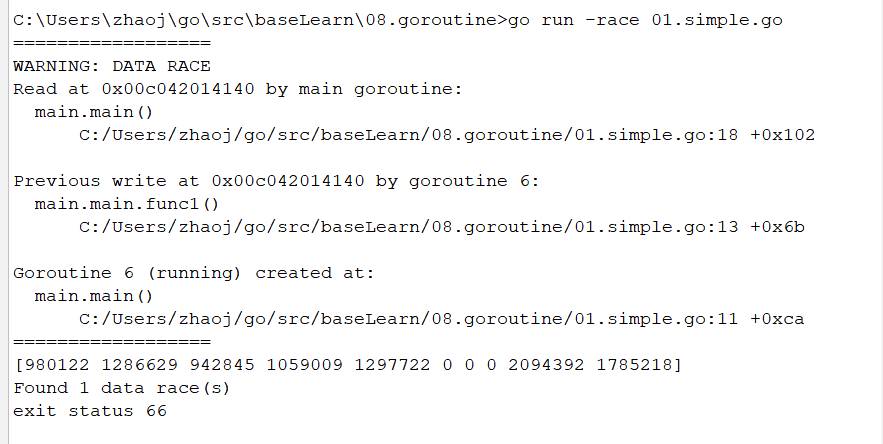 C:\Users\zhaoj\go\src\baseLearn\08.goroutine>go run -race 01.simple.go
==================
WARNING: DATA RACE
Read at 0x00c042014140 by main goroutine:
  main.main()
      C:/Users/zhaoj/go/src/baseLearn/08.goroutine/01.simple.go:18 +0x102

Previous write at 0x00c042014140 by goroutine 6:
  main.main.func1()
      C:/Users/zhaoj/go/src/baseLearn/08.goroutine/01.simple.go:13 +0x6b

Goroutine 6 (running) created at:
  main.main()
      C:/Users/zhaoj/go/src/baseLearn/08.goroutine/01.simple.go:11 +0xca
==================
[980122 1286629 942845 1059009 1297722 0 0 0 2094392 1785218]
Found 1 data race(s)
exit status 66